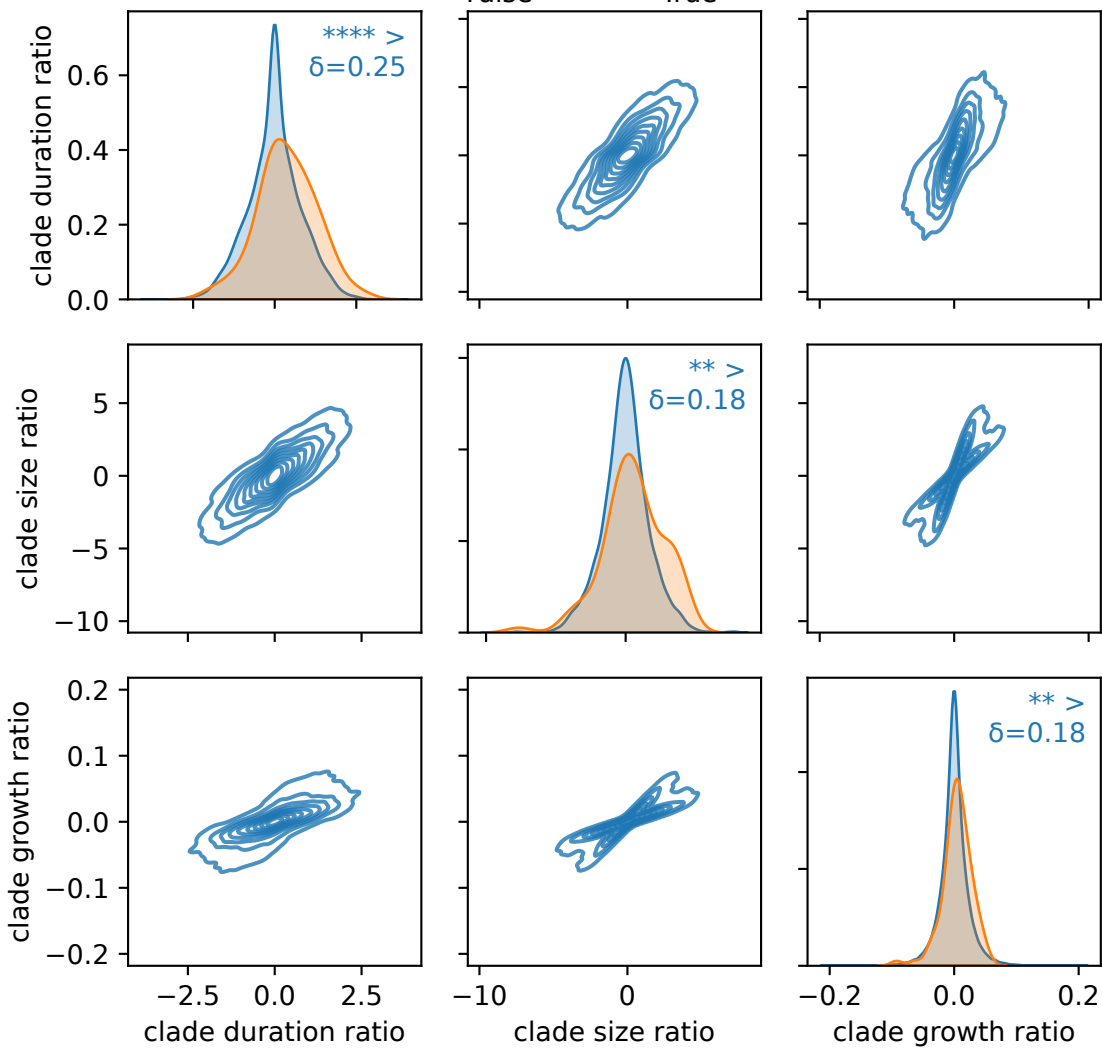 clade duration ratio
0.6
0.4
0.2
0.0
**** >
δ=0.25
clade size ratio
5
0
−5
−10
** >
δ=0.18
clade growth ratio
0.2
0.1
0.0
−0.1
−0.2
** >
δ=0.18
−2.5 0.0 2.5
−10 0
−0.2 0.0 0.2
clade duration ratio
clade size ratio
clade growth ratio